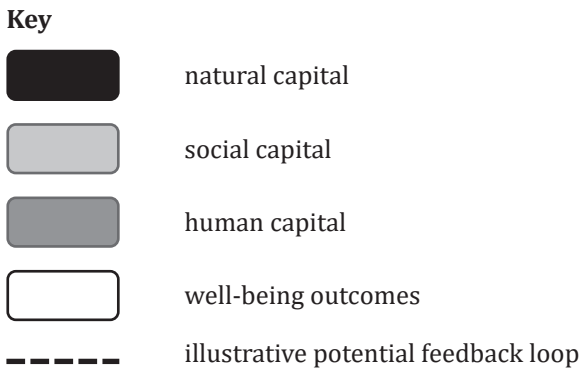 Key
natural capital
social capital
human capital
well-being outcomes
illustrative potential feedback loop